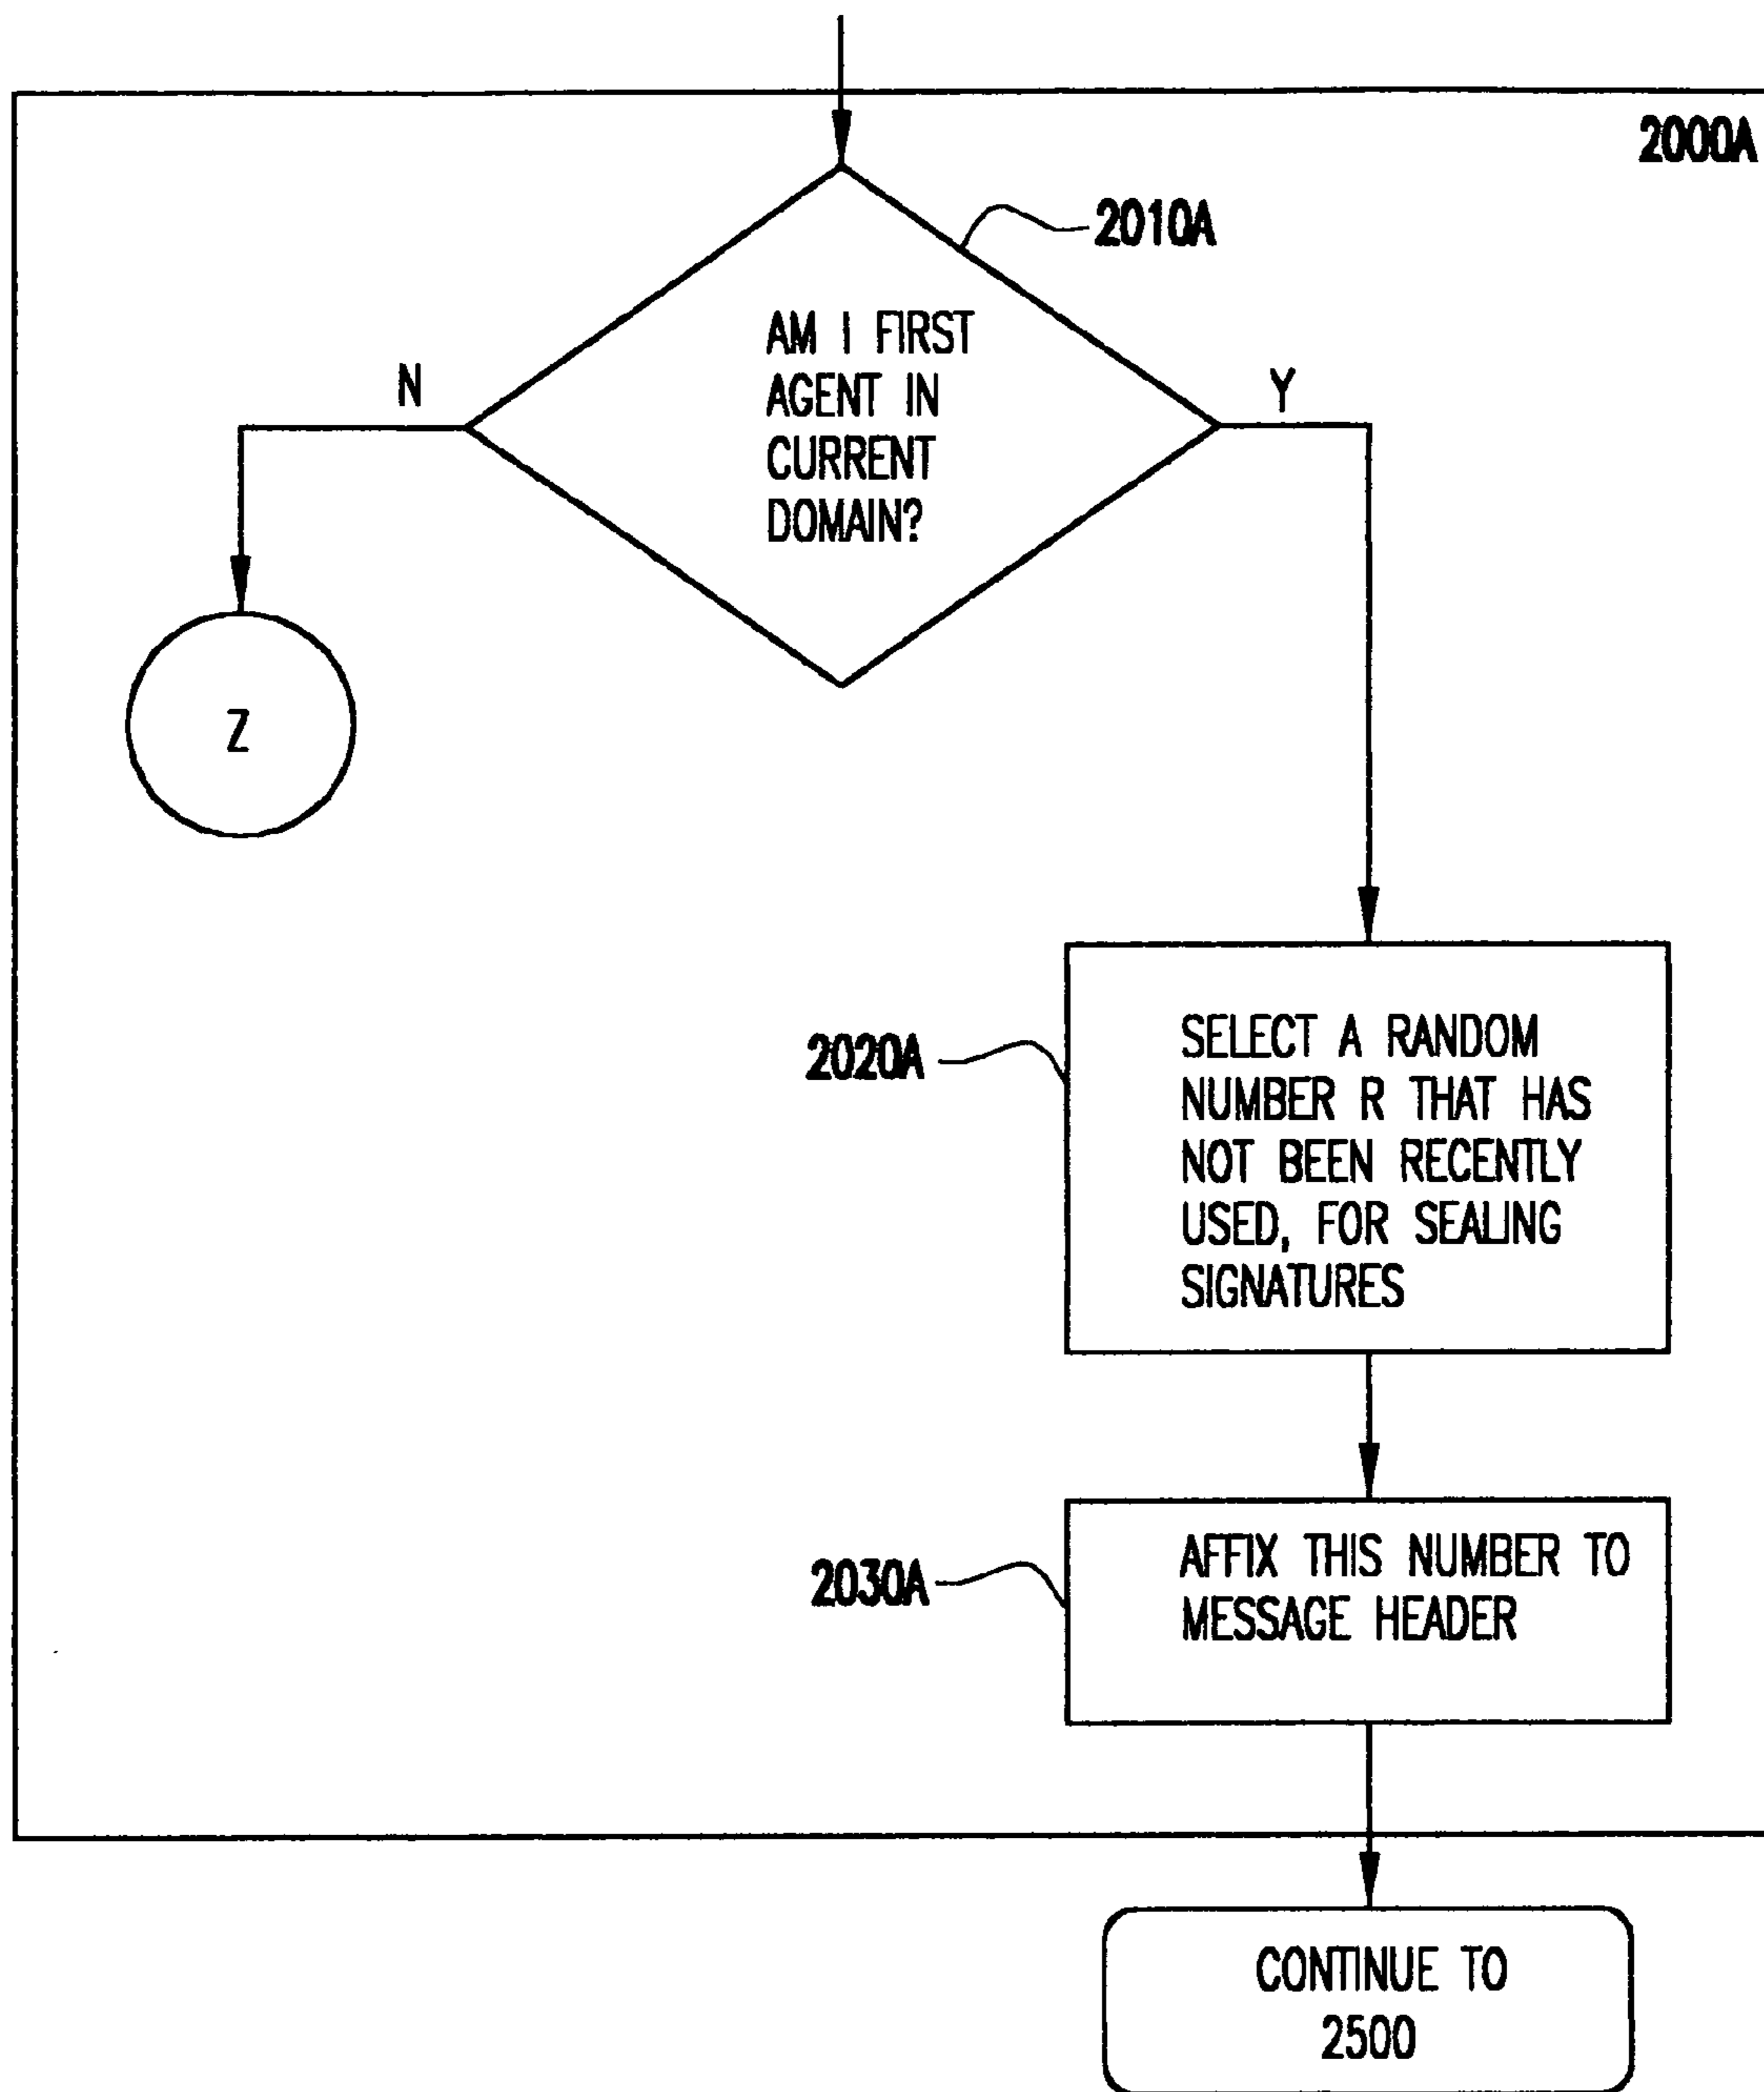 2000A
2010A
AM I FIRST
AGENT IN
CURRENT
DOMAIN?
N
Y
Z
2020A
SELECT A RANDOM
NUMBER R THAT HAS
NOT BEEN RECENTLY
USED, FOR SEALING
SIGNATURES
2030A
AFFIX THIS NUMBER TO
MESSAGE HEADER
CONTINUE TO
2500